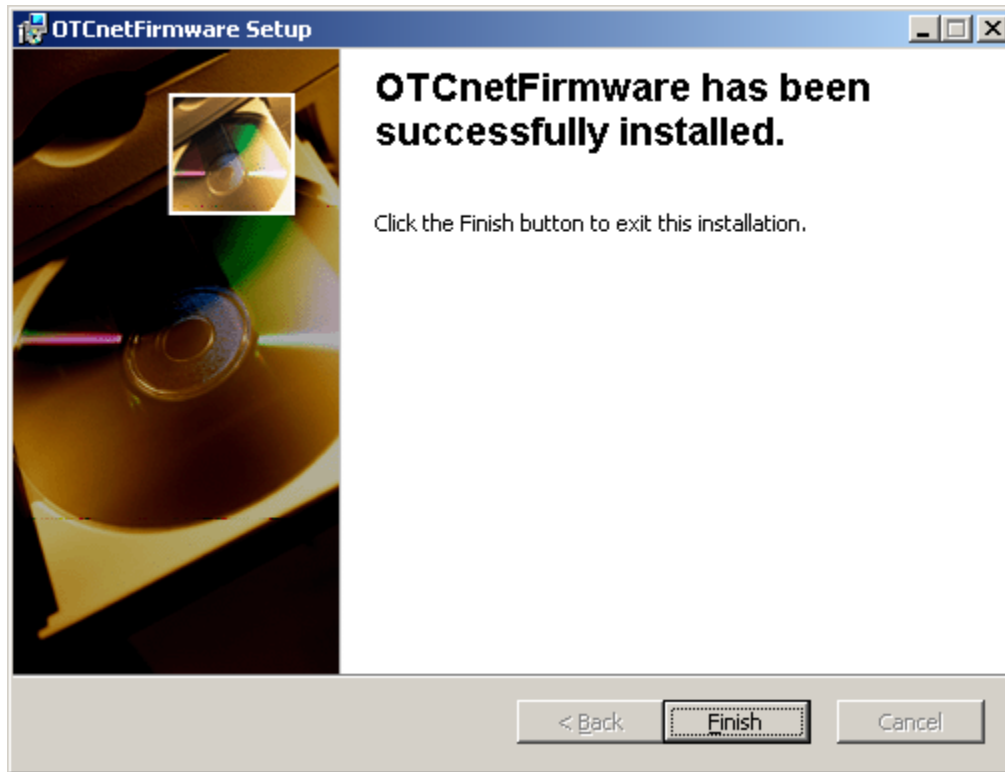 OTCnetFirmware Setup
OTCnetFirmware has been
successfully installed.
Click the Finish button to exit this installation.
< Back
Finish
Cancel